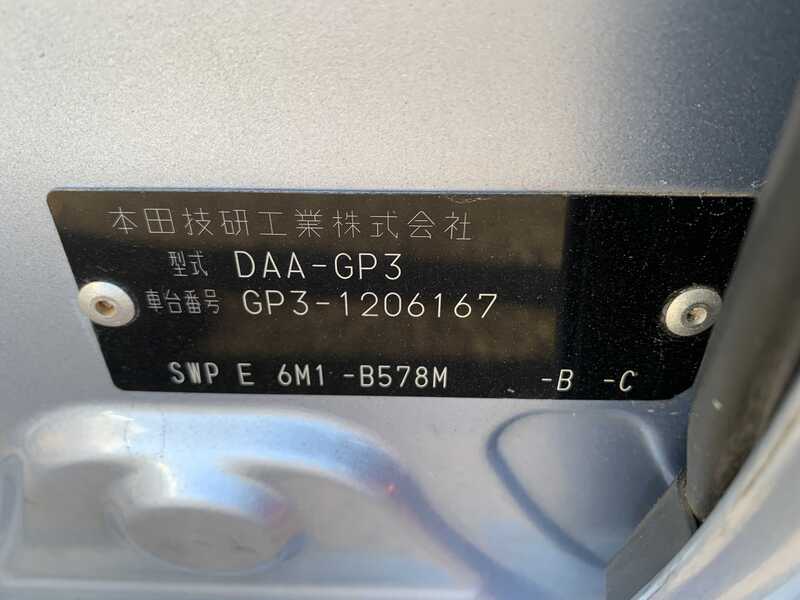 本田技研工業株式会社
型式 DAA-GP3
車台番号 GP3-1206167
SWP E 6M1 -B578M -B -C